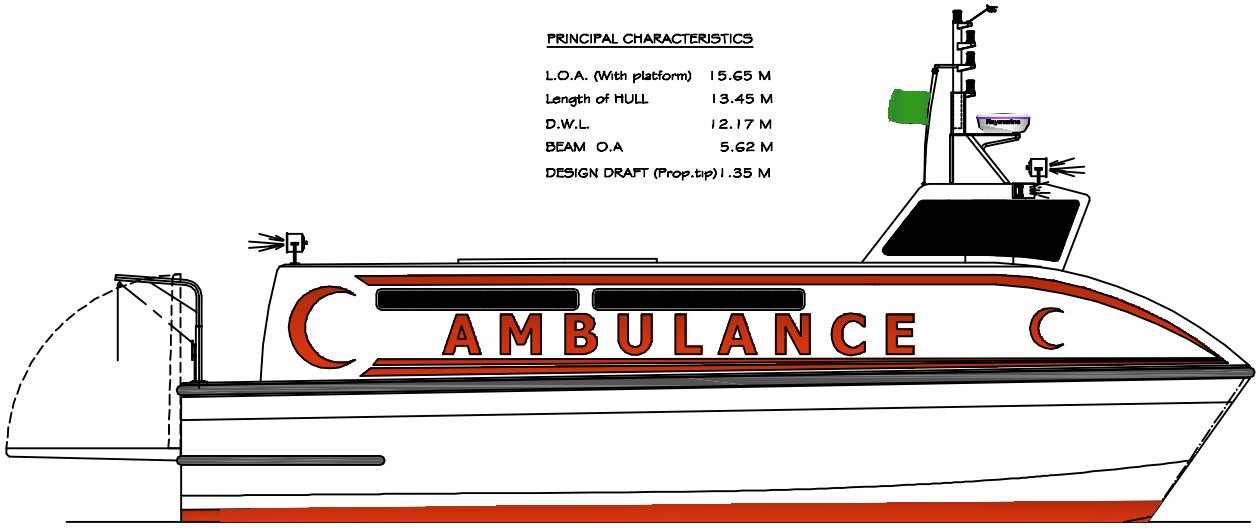 PRINCIPAL CHARACTERISTICS
L.O.A. (With platform) 15.65 M
Length of HULL 13.45 M
D.W.L. 12.17 M
BEAM O.A 5.62 M
DESIGN DRAFT (Prop.tip) 1.35 M
Raymarine
AMBULANCE